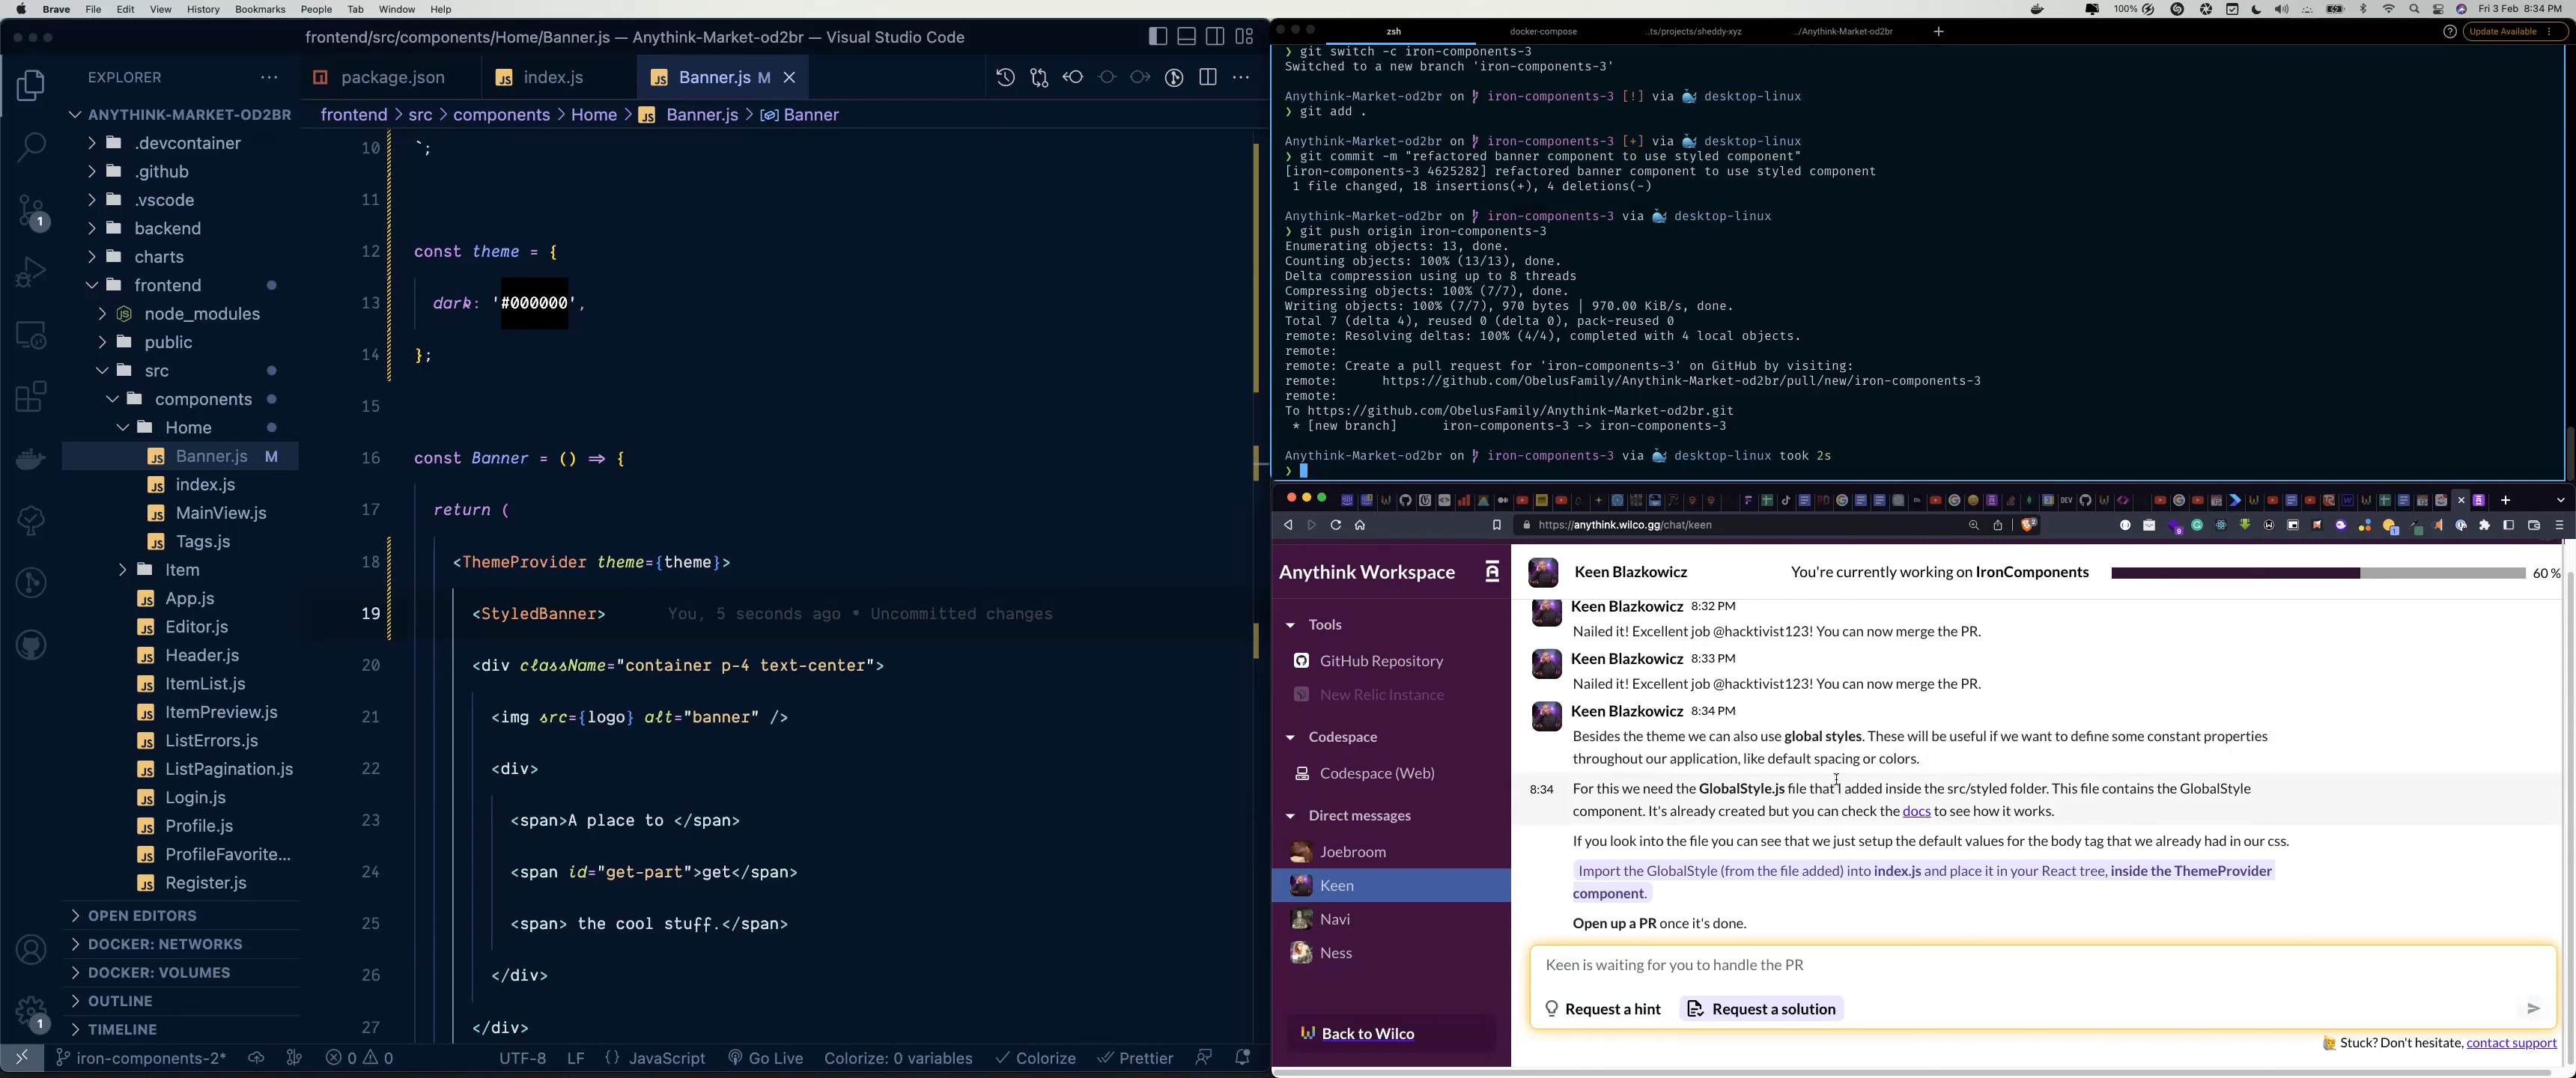 Brave File Edit View History Bookmarks People Tab Window Help
100% Fri 3 Feb 8:34 PM
frontend/src/components/Home/Banner.js — Anythink-Market-od2br — Visual Studio Code
EXPLORER
package.json
index.js
Banner.js M
frontend > src > components > Home > Banner.js > Banner
ANYTHINK-MARKET-OD2BR
.devcontainer
.github
.vscode
backend
charts
frontend
node_modules
public
src
components
Home
Banner.js M
index.js
MainView.js
Tags.js
Item
App.js
Editor.js
Header.js
ItemList.js
ItemPreview.js
ListErrors.js
ListPagination.js
Login.js
Profile.js
ProfileFavorite...
Register.js
OPEN EDITORS
DOCKER: NETWORKS
DOCKER: VOLUMES
OUTLINE
TIMELINE
1
1
10 `;
11
12 const theme = {
13 dark: '#000000',
14 };
15
16 const Banner = () => {
17 return (
18 <ThemeProvider theme={theme}>
19 <StyledBanner> You, 5 seconds ago • Uncommitted changes
20 <div className="container p-4 text-center">
21 <img src={logo} alt="banner" />
22 <div>
23 <span>A place to </span>
24 <span id="get-part">get</span>
25 <span> the cool stuff.</span>
26 </div>
27 </div>
iron-components-2* 0 0 UTF-8 LF {} JavaScript Go Live Colorize: 0 variables Colorize Prettier
zsh docker-compose ..ts/projects/sheddy-xyz ../Anythink-Market-od2br + Update Available
❯ git switch -c iron-components-3
Switched to a new branch 'iron-components-3'
Anythink-Market-od2br on iron-components-3 [!] via 🐳 desktop-linux
❯ git add .
Anythink-Market-od2br on iron-components-3 [+] via 🐳 desktop-linux
❯ git commit -m "refactored banner component to use styled component"
[iron-components-3 4625282] refactored banner component to use styled component
1 file changed, 18 insertions(+), 4 deletions(-)
Anythink-Market-od2br on iron-components-3 via 🐳 desktop-linux
❯ git push origin iron-components-3
Enumerating objects: 13, done.
Counting objects: 100% (13/13), done.
Delta compression using up to 8 threads
Compressing objects: 100% (7/7), done.
Writing objects: 100% (7/7), 970 bytes | 970.00 KiB/s, done.
Total 7 (delta 4), reused 0 (delta 0), pack-reused 0
remote: Resolving deltas: 100% (4/4), completed with 4 local objects.
remote:
remote: Create a pull request for 'iron-components-3' on GitHub by visiting:
remote: https://github.com/ObelusFamily/Anythink-Market-od2br/pull/new/iron-components-3
remote:
To https://github.com/ObelusFamily/Anythink-Market-od2br.git
* [new branch] iron-components-3 -> iron-components-3
Anythink-Market-od2br on iron-components-3 via 🐳 desktop-linux took 2s
❯
https://anythink.wilco.gg/chat/keen
Anythink Workspace
Tools
GitHub Repository
New Relic Instance
Codespace
Codespace (Web)
Direct messages
Joebroom
Keen
Navi
Ness
Back to Wilco
Keen Blazkowicz You're currently working on IronComponents 60 %
Keen Blazkowicz 8:32 PM
Nailed it! Excellent job @hacktivist123! You can now merge the PR.
Keen Blazkowicz 8:33 PM
Nailed it! Excellent job @hacktivist123! You can now merge the PR.
Keen Blazkowicz 8:34 PM
Besides the theme we can also use global styles. These will be useful if we want to define some constant properties
throughout our application, like default spacing or colors.
8:34 For this we need the GlobalStyle.js file that I added inside the src/styled folder. This file contains the GlobalStyle
component. It's already created but you can check the docs to see how it works.
If you look into the file you can see that we just setup the default values for the body tag that we already had in our css.
Import the GlobalStyle (from the file added) into index.js and place it in your React tree, inside the ThemeProvider
component.
Open up a PR once it's done.
Keen is waiting for you to handle the PR
Request a hint Request a solution
Stuck? Don't hesitate, contact support